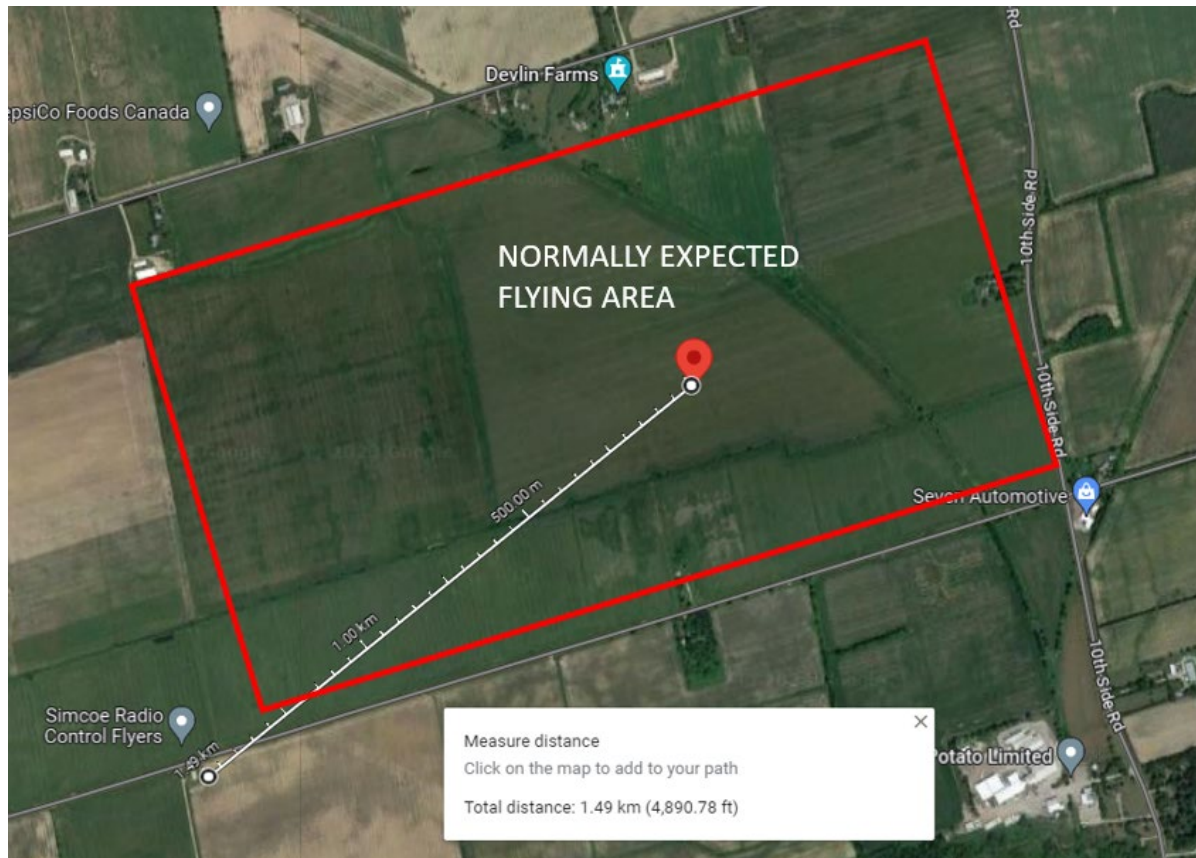 Rd
Devlin Farms
epsiCo Foods Canada
NORMALLY EXPECTED
FLYING AREA
10th Side Rd
10th Side Rd
500.00 m
Seven Automotive
1.00 km
10th Side Rd
Simcoe Radio
Control Flyers
1.49 km
Measure distance
Click on the map to add to your path
Total distance: 1.49 km (4,890.78 ft)
Potato Limited